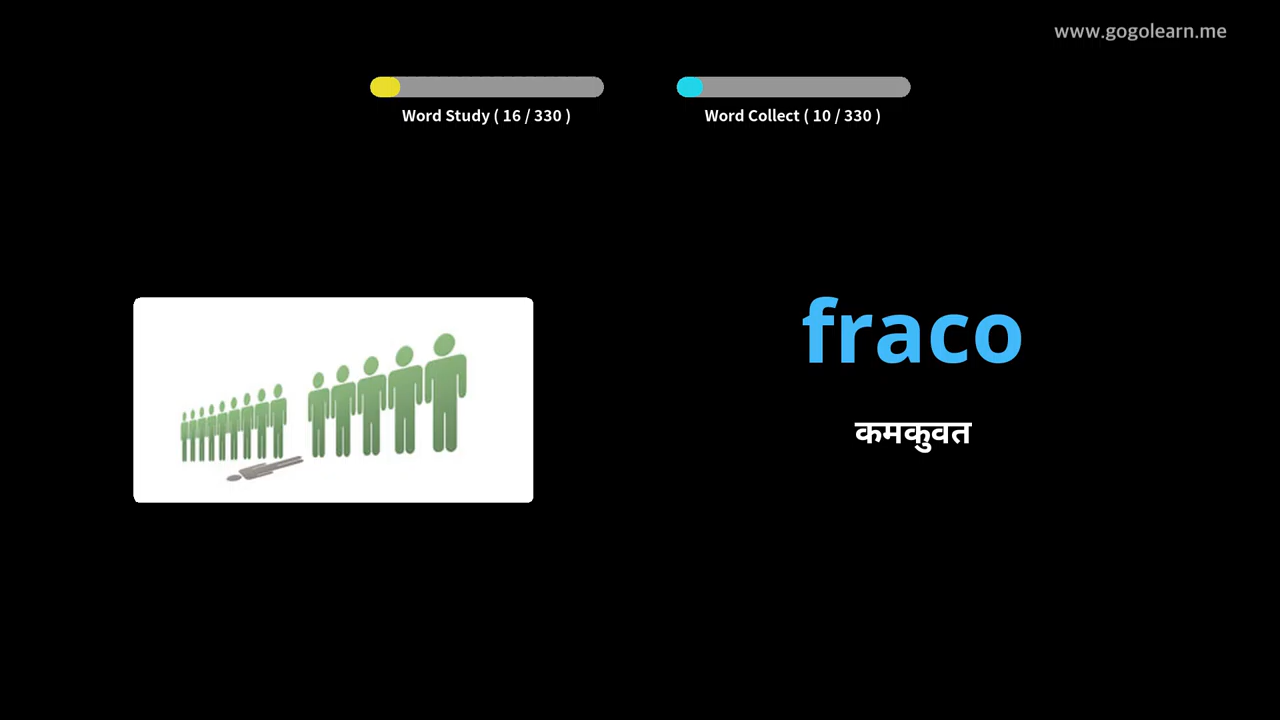 www.gogolearn.me
Word Study ( 16 / 330 )
Word Collect ( 10 / 330 )
fraco
कमकुवत